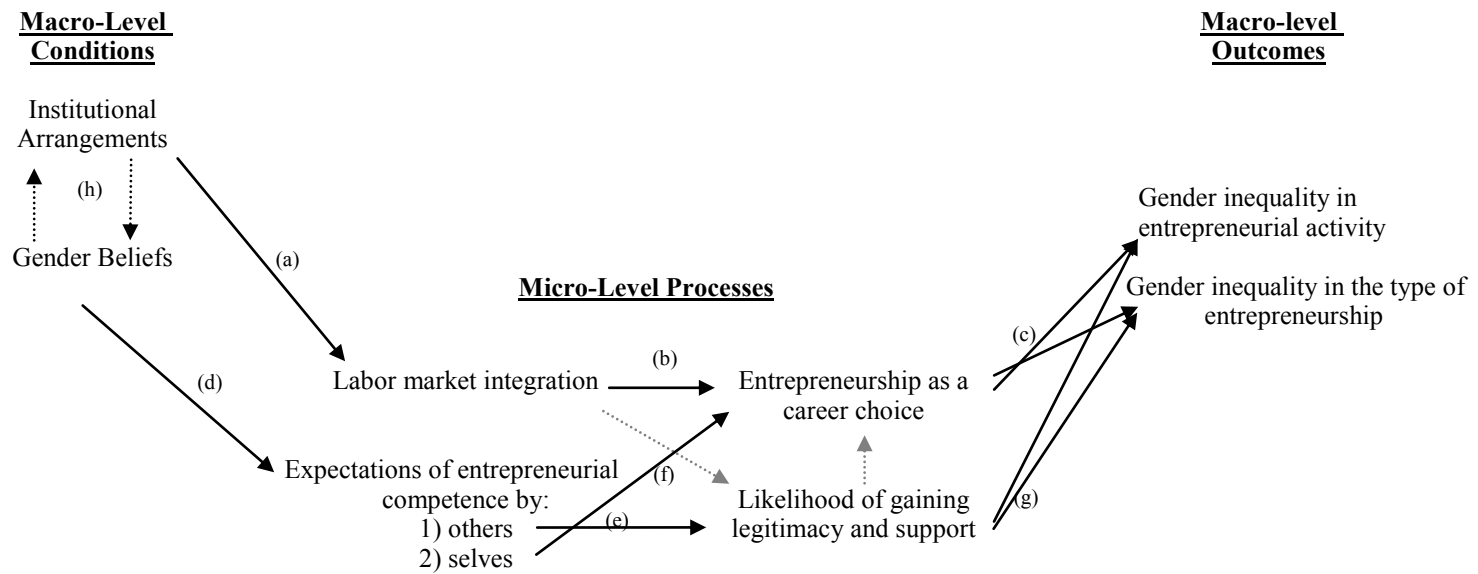 Macro-Level
Conditions
Macro-level
Outcomes
Institutional
Arrangements
(h)
Gender Beliefs
(a)
(d)
Micro-Level Processes
Labor market integration
(b)
Entrepreneurship as a
career choice
(c)
Gender inequality in
entrepreneurial activity
Gender inequality in the type of
entrepreneurship
Expectations of entrepreneurial
competence by:
1) others
2) selves
(f)
(e)
Likelihood of gaining
legitimacy and support
(g)